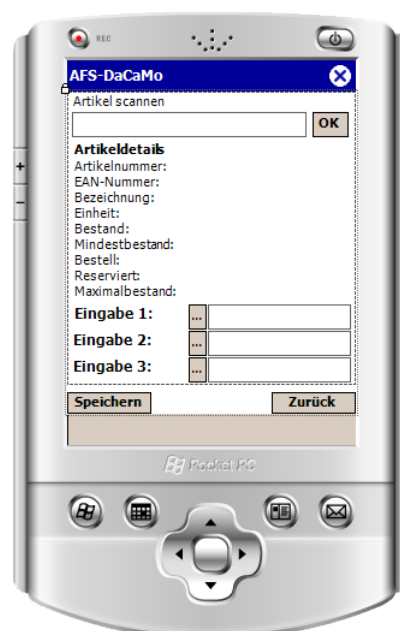 REC
AFS-DaCaMo
Artikel scannen
OK
Artikeldetails
Artikelnummer:
EAN-Nummer:
Bezeichnung:
Einheit:
Bestand:
Mindestbestand:
Bestell:
Reserviert:
Maximalbestand:
Eingabe 1: ...
Eingabe 2: ...
Eingabe 3: ...
Speichern Zurück
Pocket PC